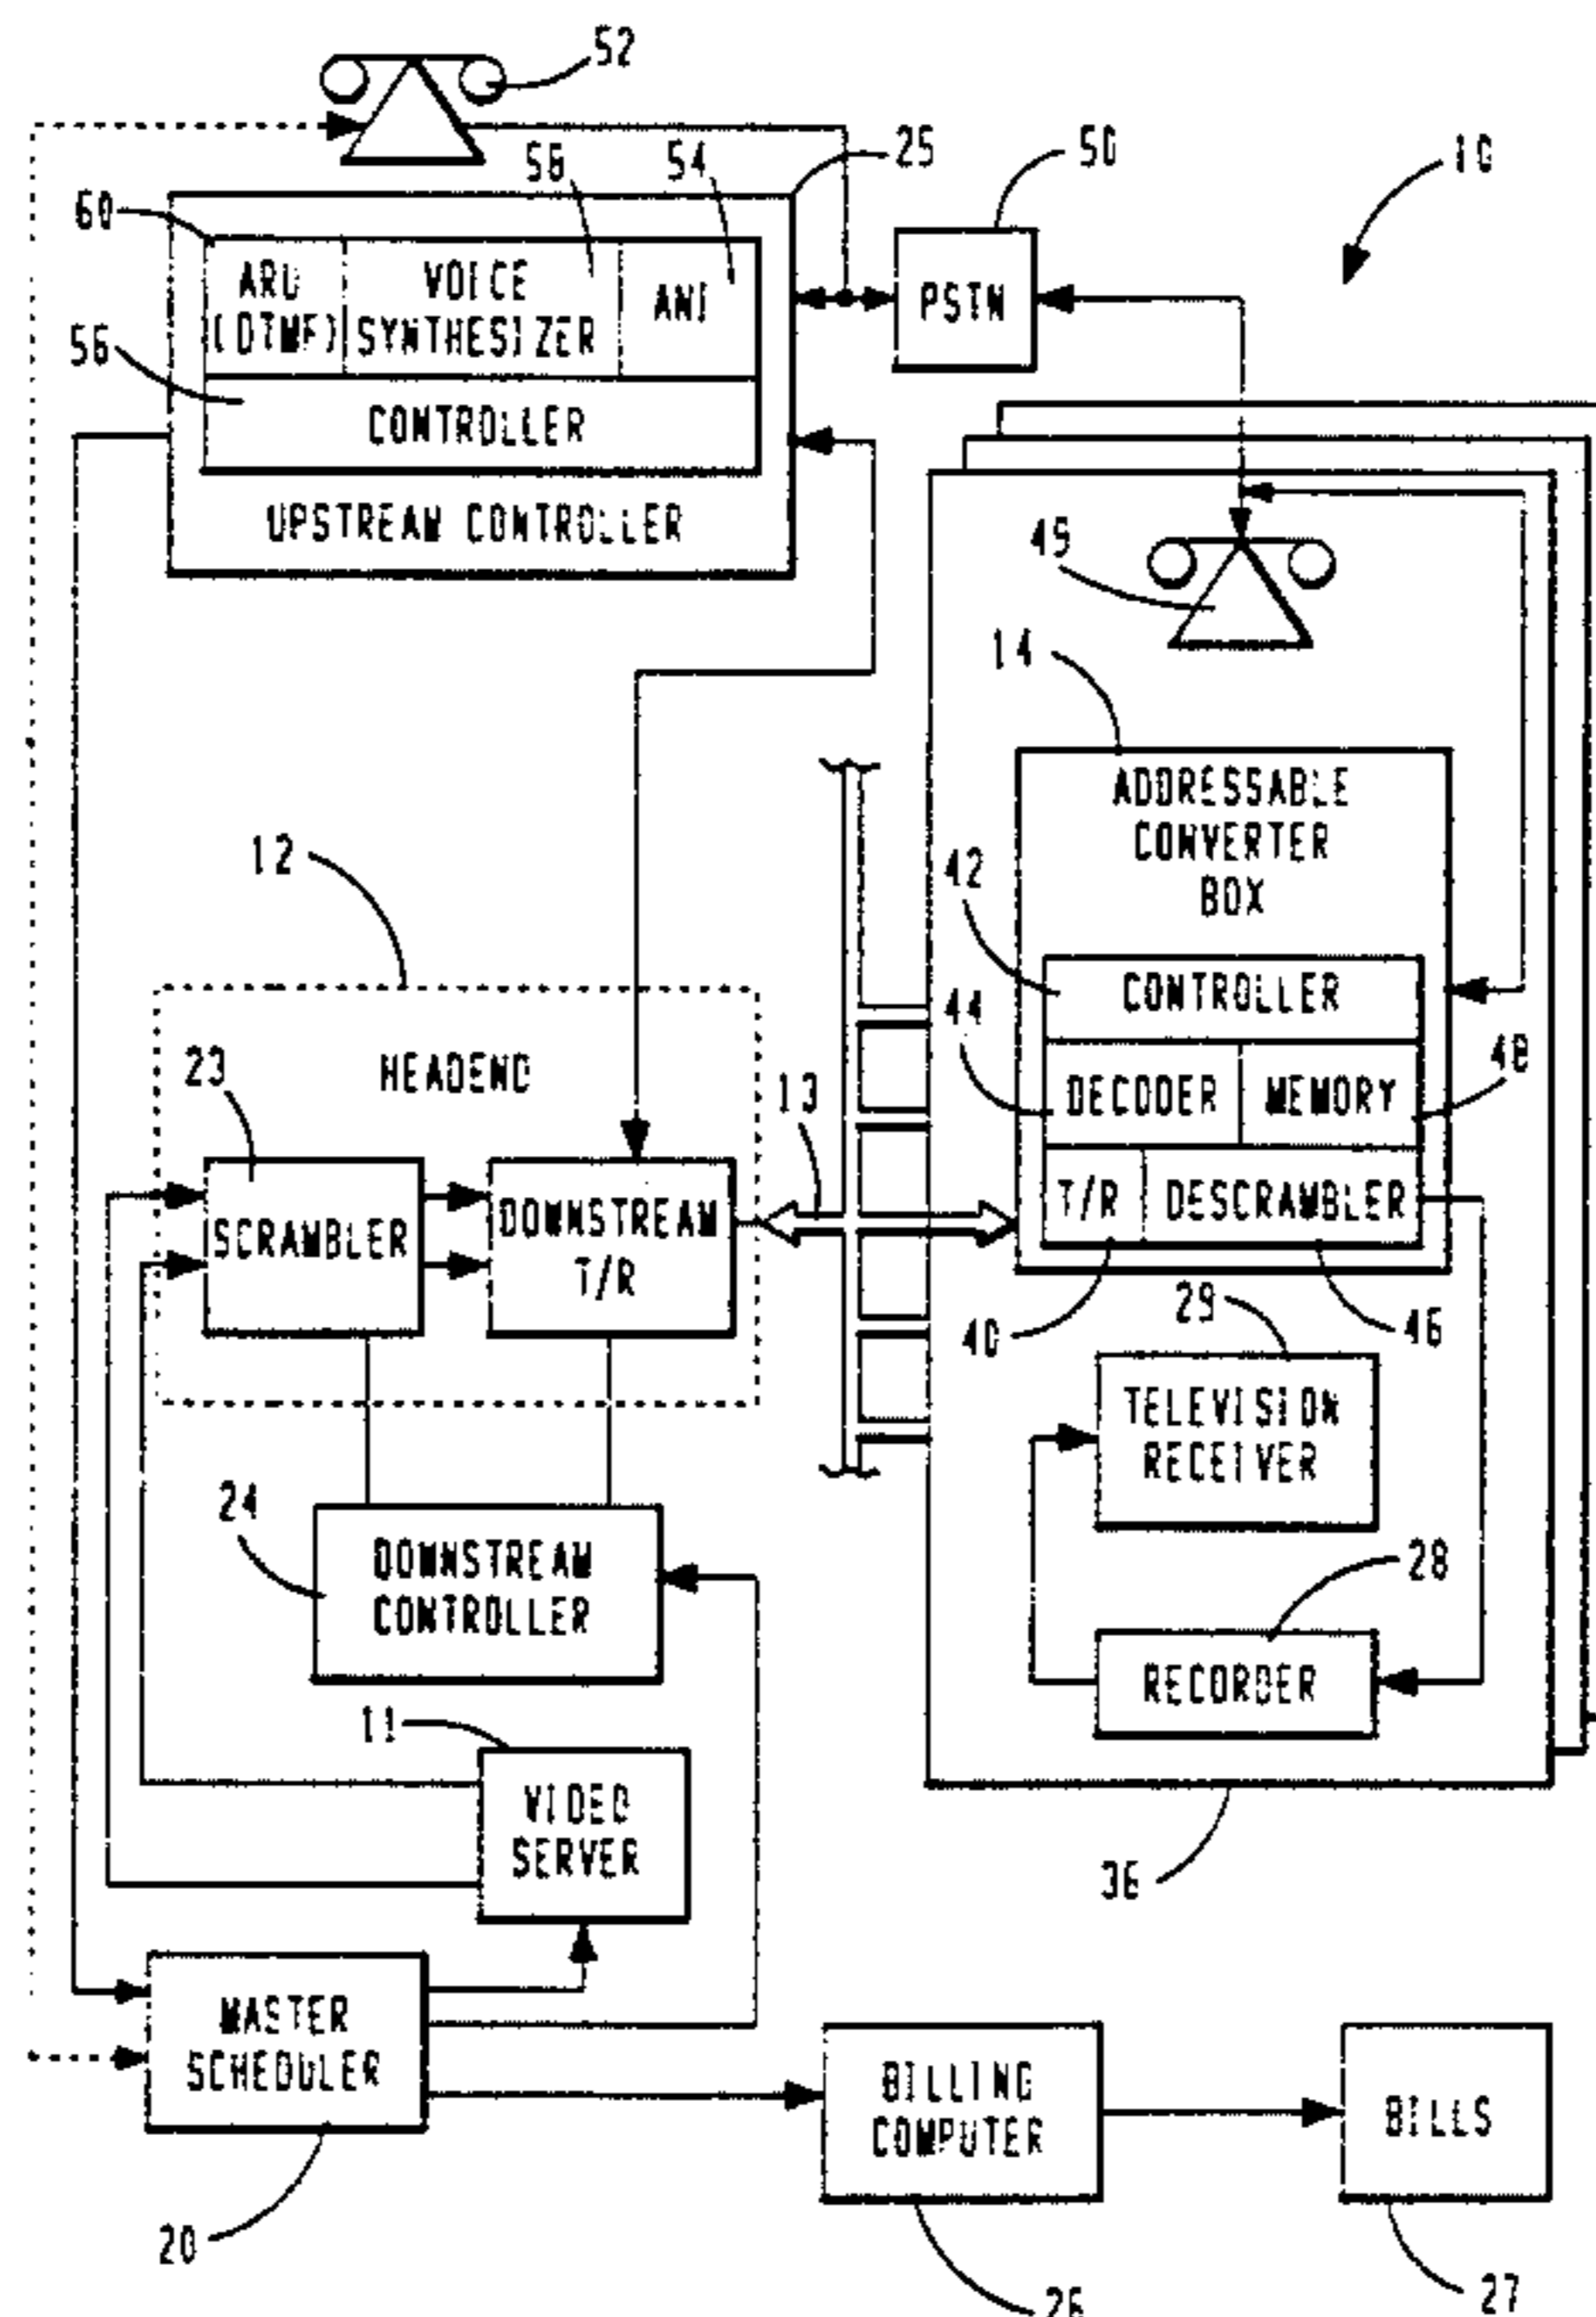 52
25
50
10
58
54
60
ARU
(DTMF)
VOICE
SYNTHESIZER
ANI
PSTN
56
CONTROLLER
UPSTREAM CONTROLLER
49
14
ADDRESSABLE
CONVERTER
BOX
12
42
CONTROLLER
44
48
HEADEND
23
13
DECODER
MEMORY
SCRAMBLER
DOWNSTREAM
T/R
T/R
DESCRAMBLER
29
40
46
TELEVISION
RECEIVER
24
DOWNSTREAM
CONTROLLER
28
RECORDER
11
VIDEO
SERVER
36
MASTER
SCHEDULER
BILLING
COMPUTER
BILLS
20
26
27